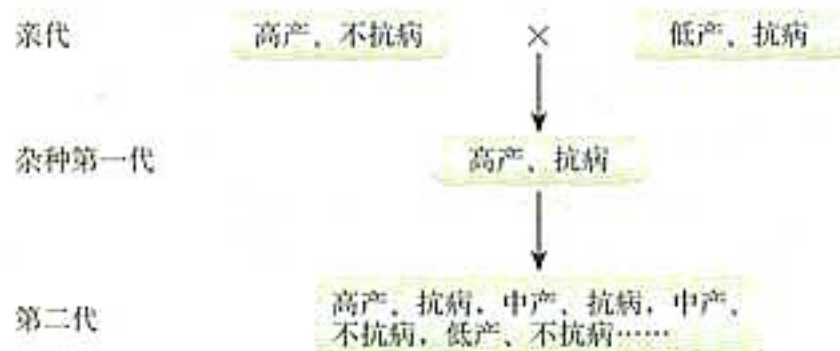 亲代 高产、不抗病 × 低产、抗病
杂种第一代 高产、抗病
第二代 高产、抗病，中产、抗病，中产、
不抗病，低产、不抗病……